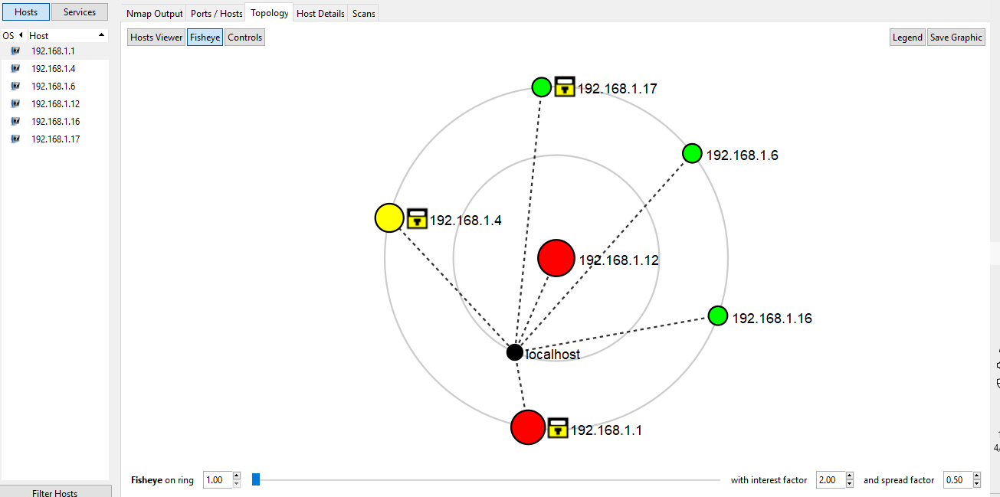 Hosts Services
Nmap Output Ports / Hosts Topology Host Details Scans
OS Host
Hosts Viewer Fisheye Controls Legend Save Graphic
192.168.1.1
192.168.1.4
192.168.1.6
192.168.1.12
192.168.1.16
192.168.1.17
192.168.1.17
192.168.1.6
192.168.1.4
192.168.1.12
192.168.1.16
localhost
192.168.1.1
Fisheye on ring 1.00 with interest factor 2.00 and spread factor 0.50
Filter Hosts